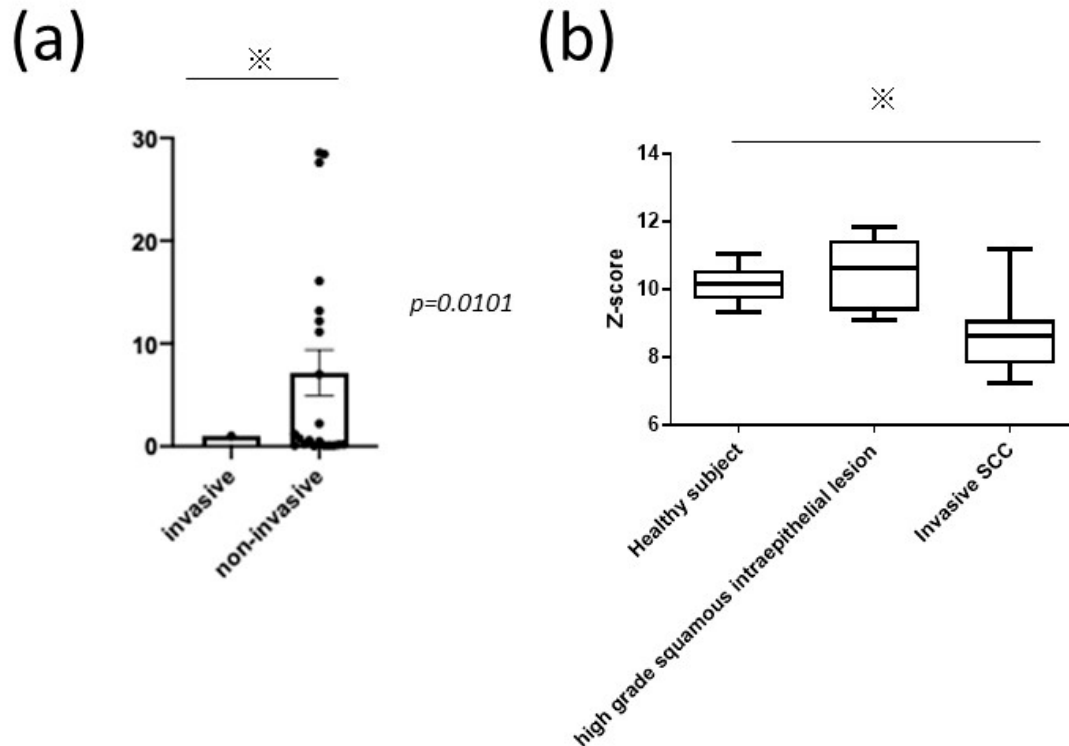 (a)
(b)
※
※
30
20
10
0
p=0.0101
invasive
non-invasive
Z-score
14
12
10
8
6
Healthy subject
high grade squamous intraepithelial lesion
Invasive SCC